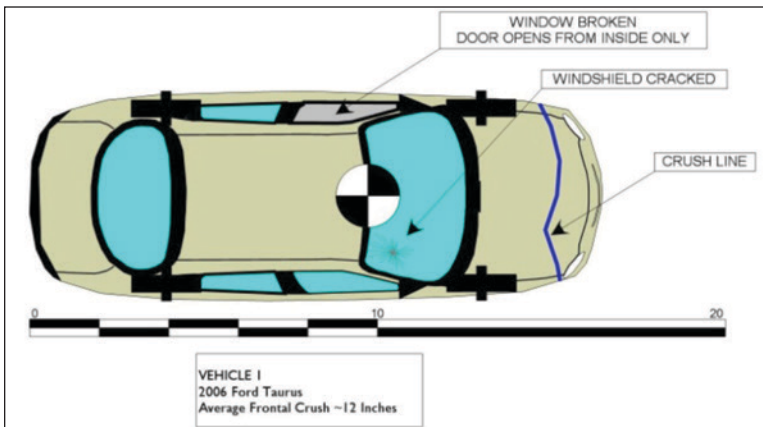 WINDOW BROKEN
DOOR OPENS FROM INSIDE ONLY
WINDSHIELD CRACKED
CRUSH LINE
0 10 20
VEHICLE 1
2006 Ford Taurus
Average Frontal Crush ~12 Inches